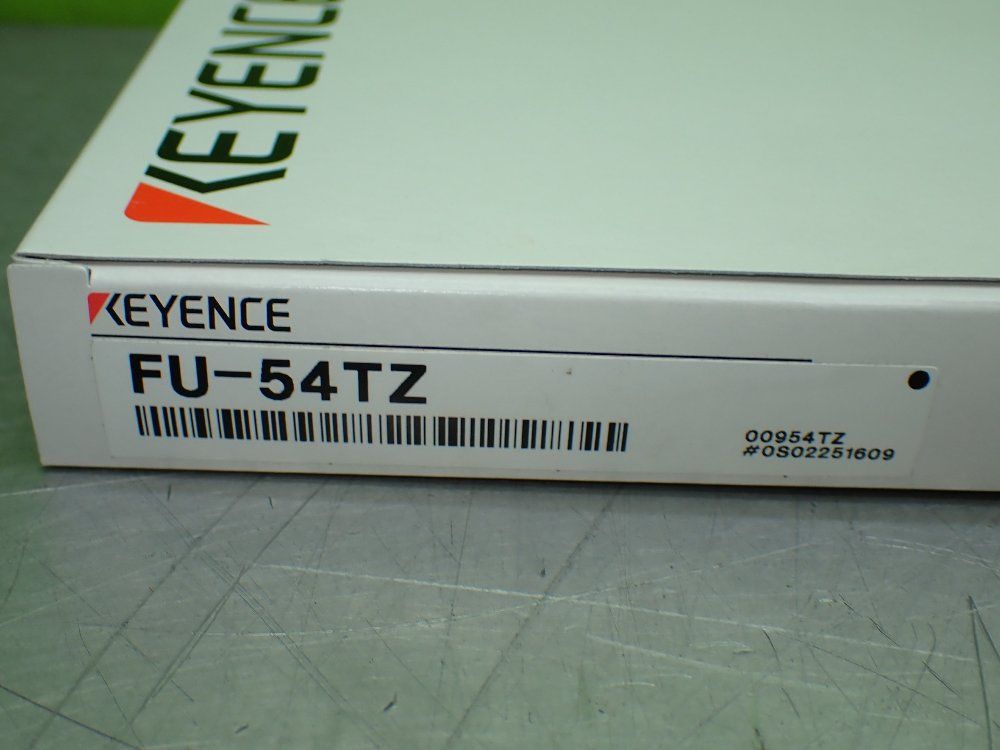 KEYENCE
KEYENCE
FU-54TZ
00954TZ
#0S02251609